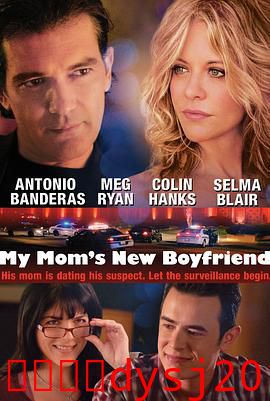 ANTONIO BANDERAS MEG RYAN COLIN HANKS SELMA BLAIR
My Mom's New Boyfriend
His mom is dating his suspect. Let the surveillance begin.
dysj20